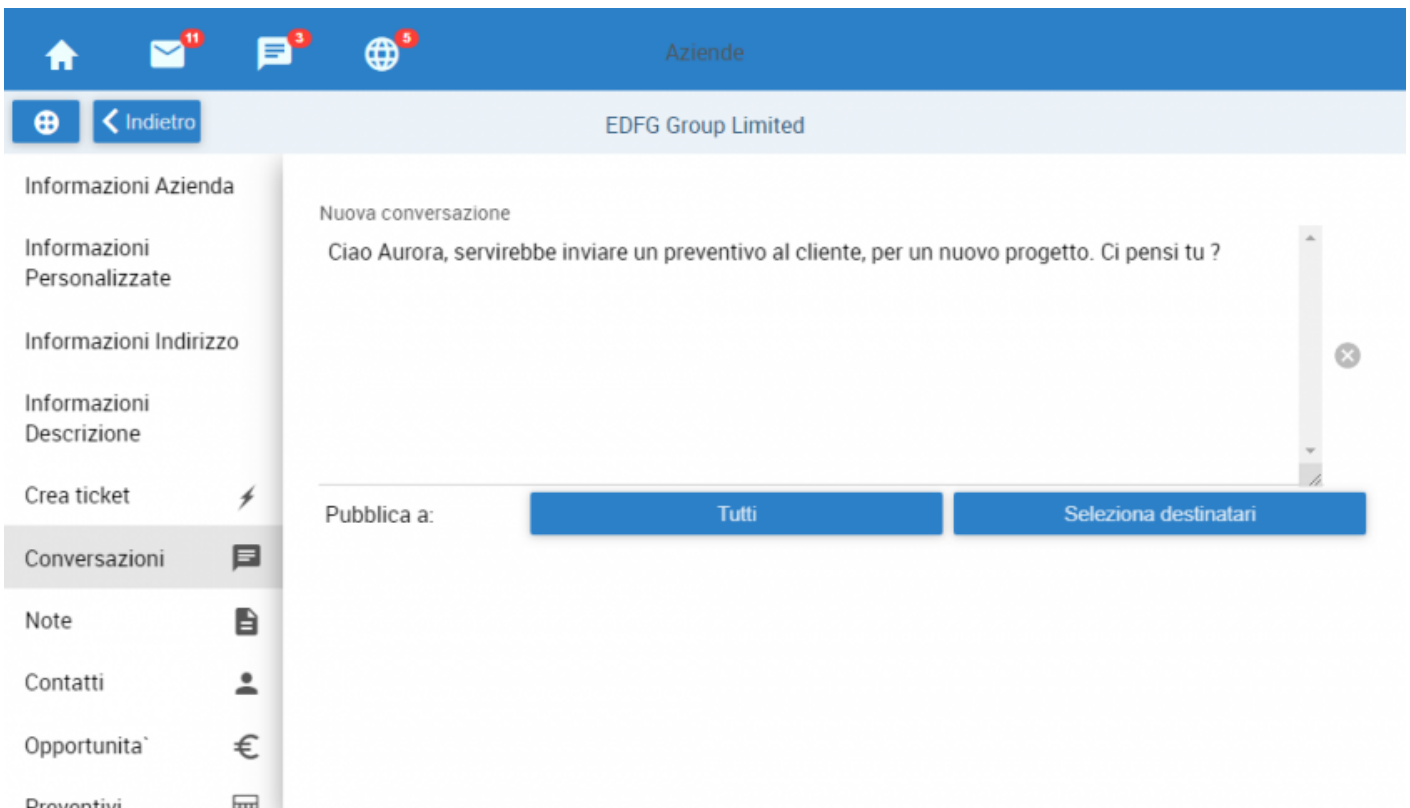 11
3
5
Aziende
Indietro
EDFG Group Limited
Informazioni Azienda
Informazioni
Personalizzate
Informazioni Indirizzo
Informazioni
Descrizione
Crea ticket
Conversazioni
Note
Contatti
Opportunita`
Preventivi
Nuova conversazione
Ciao Aurora, servirebbe inviare un preventivo al cliente, per un nuovo progetto. Ci pensi tu ?
Pubblica a:
Tutti
Seleziona destinatari